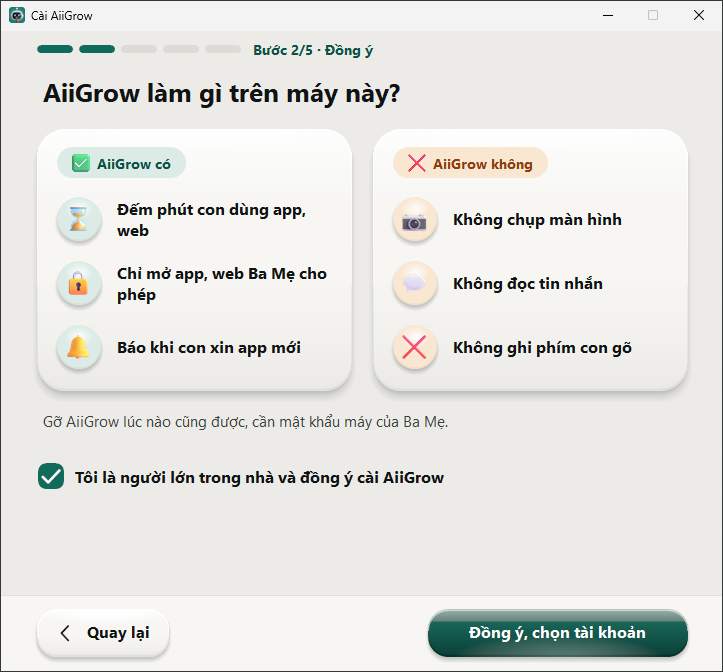 Cài AiiGrow
Bước 2/5 · Đồng ý
AiiGrow làm gì trên máy này?
AiiGrow có
Đếm phút con dùng app,
web
Chỉ mở app, web Ba Mẹ cho
phép
Báo khi con xin app mới
AiiGrow không
Không chụp màn hình
Không đọc tin nhắn
Không ghi phím con gõ
Gỡ AiiGrow lúc nào cũng được, cần mật khẩu máy của Ba Mẹ.
Tôi là người lớn trong nhà và đồng ý cài AiiGrow
Quay lại
Đồng ý, chọn tài khoản